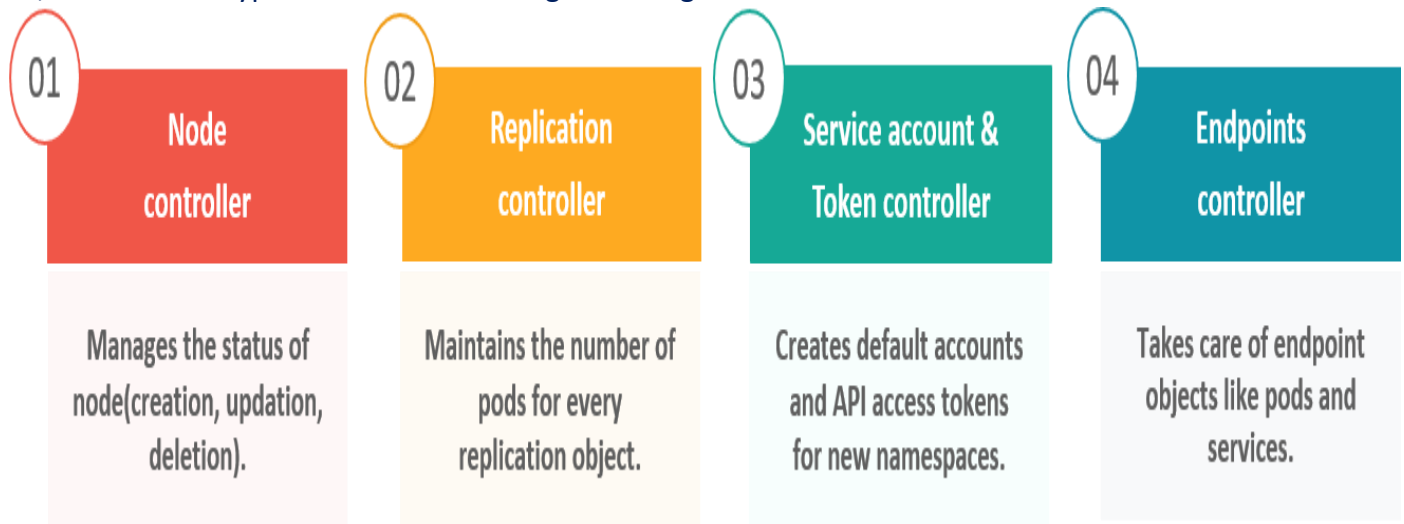 01
Node
controller
Manages the status of
node(creation, updation,
deletion).
02
Replication
controller
Maintains the number of
pods for every
replication object.
03
Service account &
Token controller
Creates default accounts
and API access tokens
for new namespaces.
04
Endpoints
controller
Takes care of endpoint
objects like pods and
services.